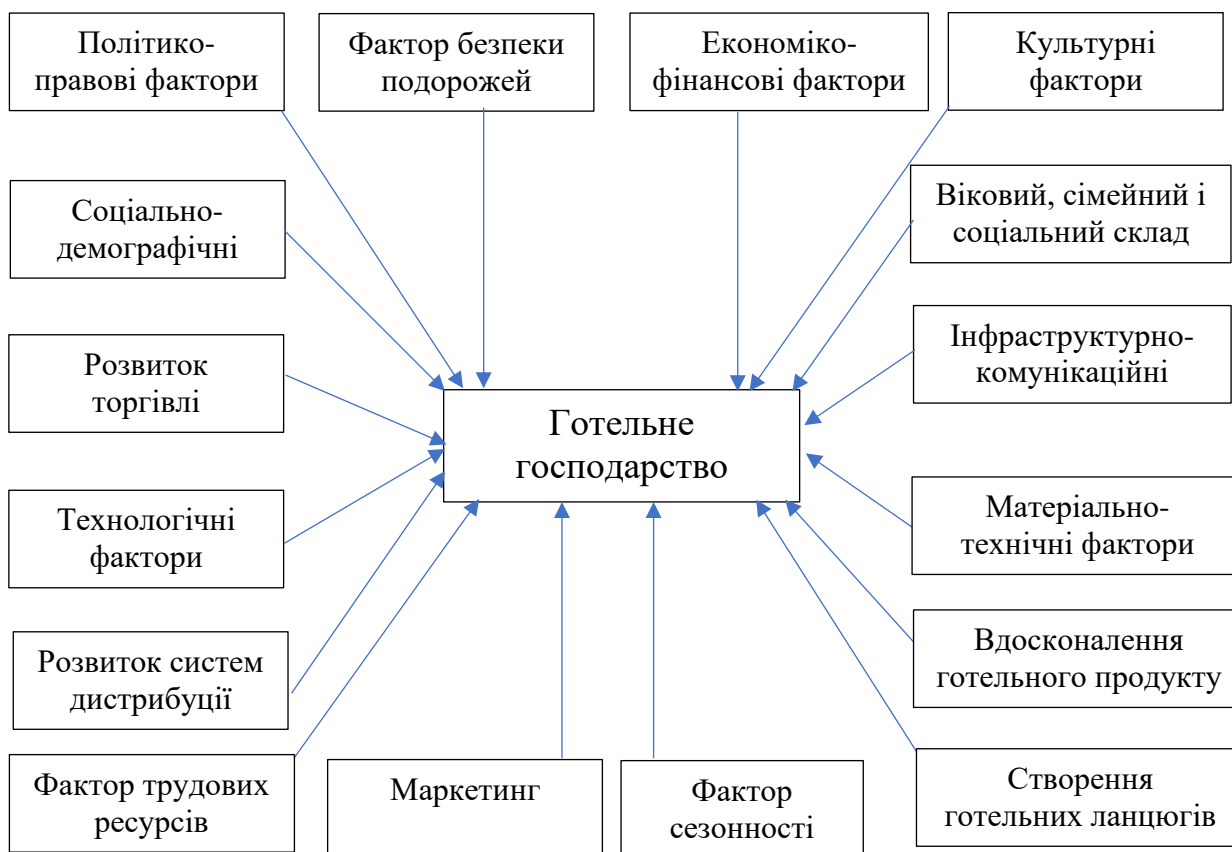 Політико-
правові фактори
Фактор безпеки
подорожей
Економіко-
фінансові фактори
Культурні
фактори
Соціально-
демографічні
Віковий, сімейний і
соціальний склад
Розвиток
торгівлі
Інфраструктурно-
комунікаційні
Готельне
господарство
Технологічні
фактори
Матеріально-
технічні фактори
Розвиток систем
дистрибуції
Вдосконалення
готельного продукту
Фактор трудових
ресурсів
Маркетинг
Фактор
сезонності
Створення
готельних ланцюгів